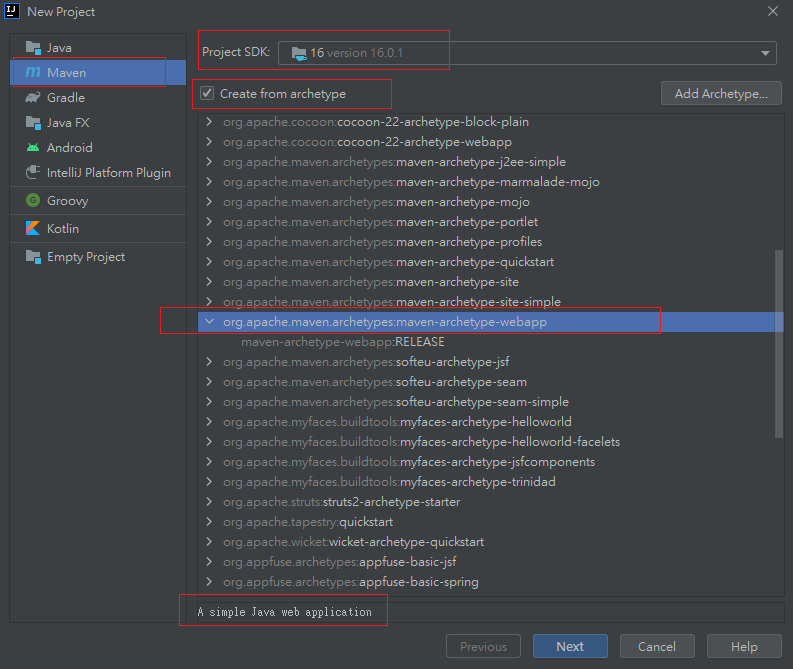 New Project
Java
Maven
Gradle
Java FX
Android
IntelliJ Platform Plugin
Groovy
Kotlin
Empty Project
Project SDK: 16 version 16.0.1
Create from archetype Add Archetype...
org.apache.cocoon:cocoon-22-archetype-block-plain
org.apache.cocoon:cocoon-22-archetype-webapp
org.apache.maven.archetypes:maven-archetype-j2ee-simple
org.apache.maven.archetypes:maven-archetype-marmalade-mojo
org.apache.maven.archetypes:maven-archetype-mojo
org.apache.maven.archetypes:maven-archetype-portlet
org.apache.maven.archetypes:maven-archetype-profiles
org.apache.maven.archetypes:maven-archetype-quickstart
org.apache.maven.archetypes:maven-archetype-site
org.apache.maven.archetypes:maven-archetype-site-simple
org.apache.maven.archetypes:maven-archetype-webapp
maven-archetype-webapp:RELEASE
org.apache.maven.archetypes:softeu-archetype-jsf
org.apache.maven.archetypes:softeu-archetype-seam
org.apache.maven.archetypes:softeu-archetype-seam-simple
org.apache.myfaces.buildtools:myfaces-archetype-helloworld
org.apache.myfaces.buildtools:myfaces-archetype-helloworld-facelets
org.apache.myfaces.buildtools:myfaces-archetype-jsfcomponents
org.apache.myfaces.buildtools:myfaces-archetype-trinidad
org.apache.struts:struts2-archetype-starter
org.apache.tapestry:quickstart
org.apache.wicket:wicket-archetype-quickstart
org.appfuse.archetypes:appfuse-basic-jsf
org.appfuse.archetypes:appfuse-basic-spring
A simple Java web application
Previous Next Cancel Help